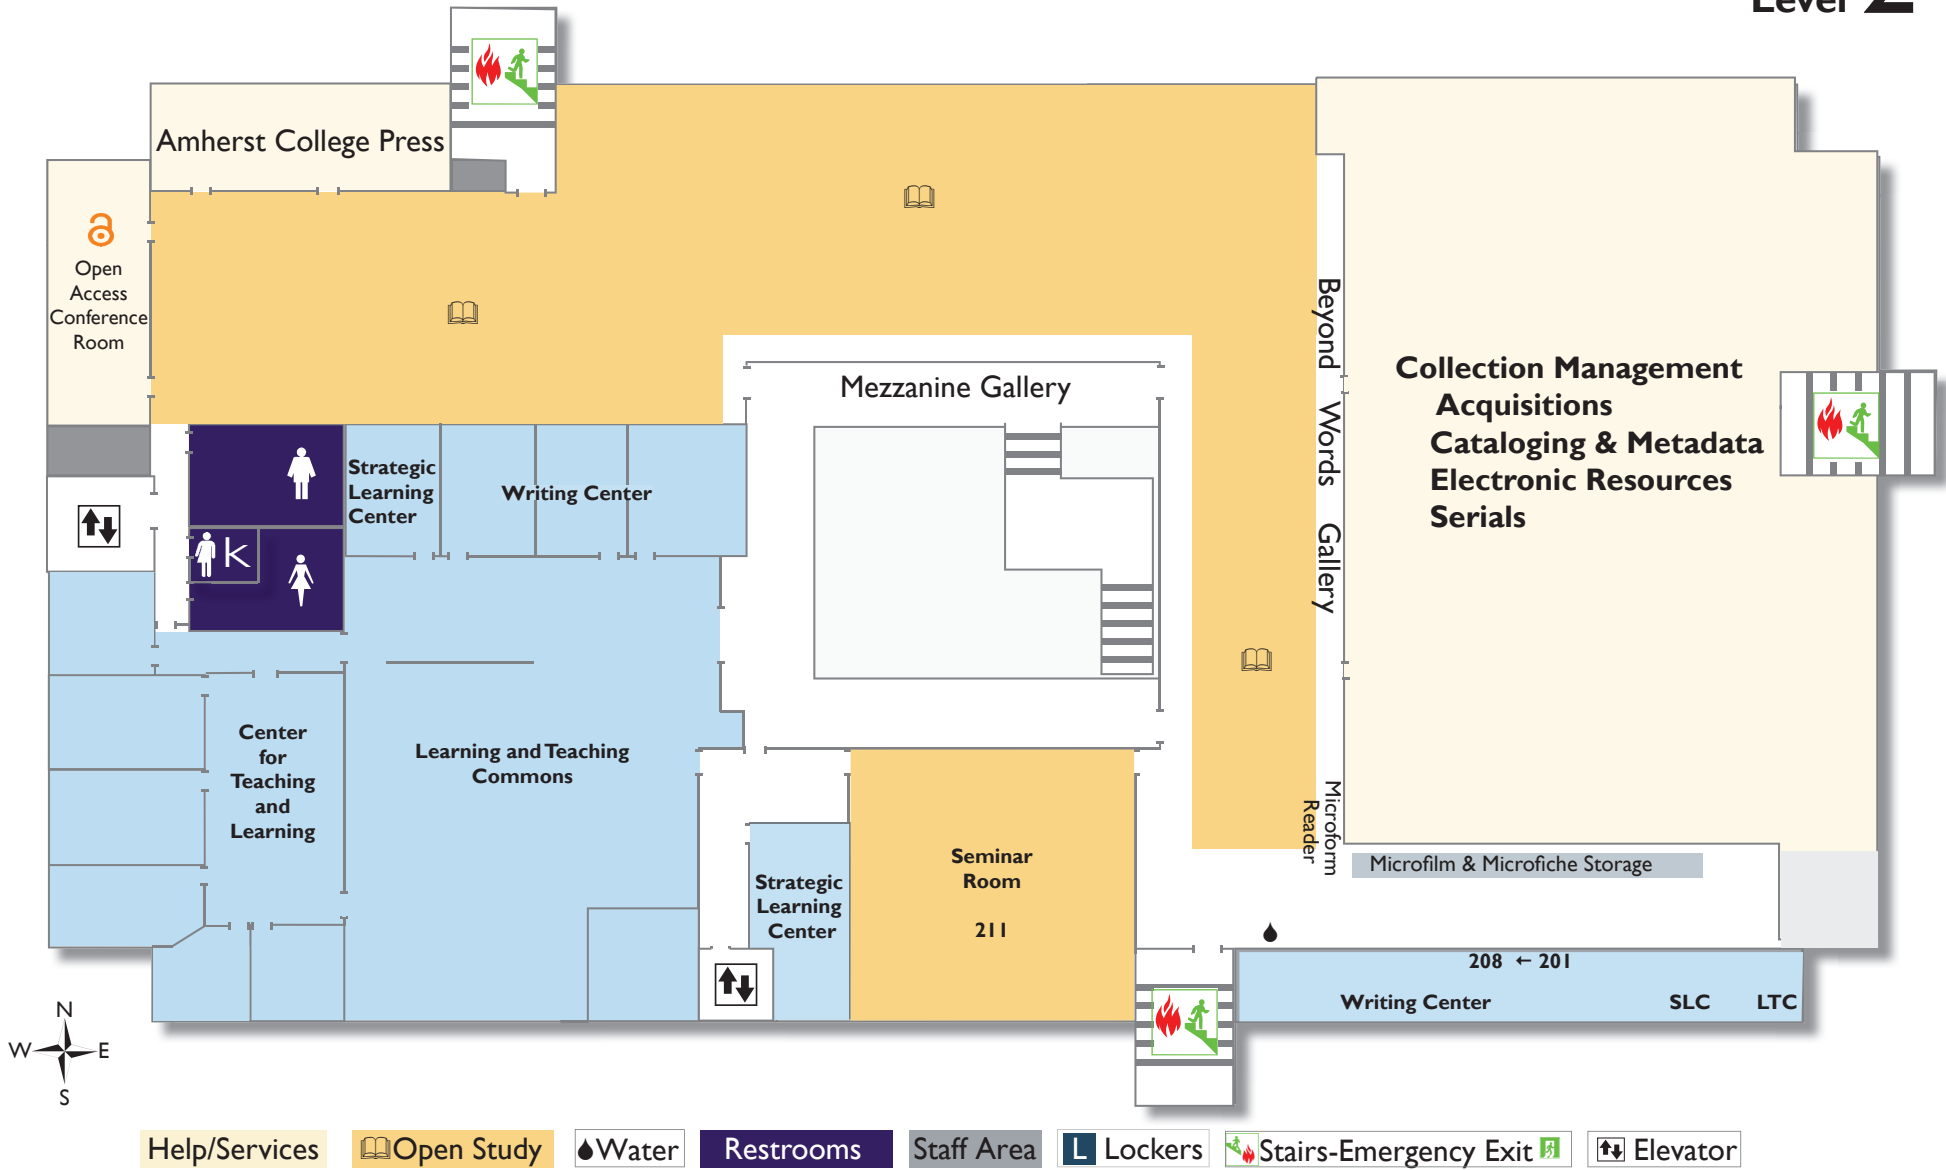 Level 2
Amherst College Press
Open
Access
Conference
Room
Beyond Words Gallery
Mezzanine Gallery
Collection Management
Acquisitions
Cataloging & Metadata
Electronic Resources
Serials
Strategic
Learning
Center
Writing Center
k
Center
for
Teaching
and
Learning
Learning and Teaching
Commons
Strategic
Learning
Center
Seminar
Room
211
Microform
Reader
Microfilm & Microfiche Storage
208 ← 201
Writing Center SLC LTC
N
W E
S
Help/Services Open Study Water Restrooms Staff Area L Lockers Stairs-Emergency Exit Elevator